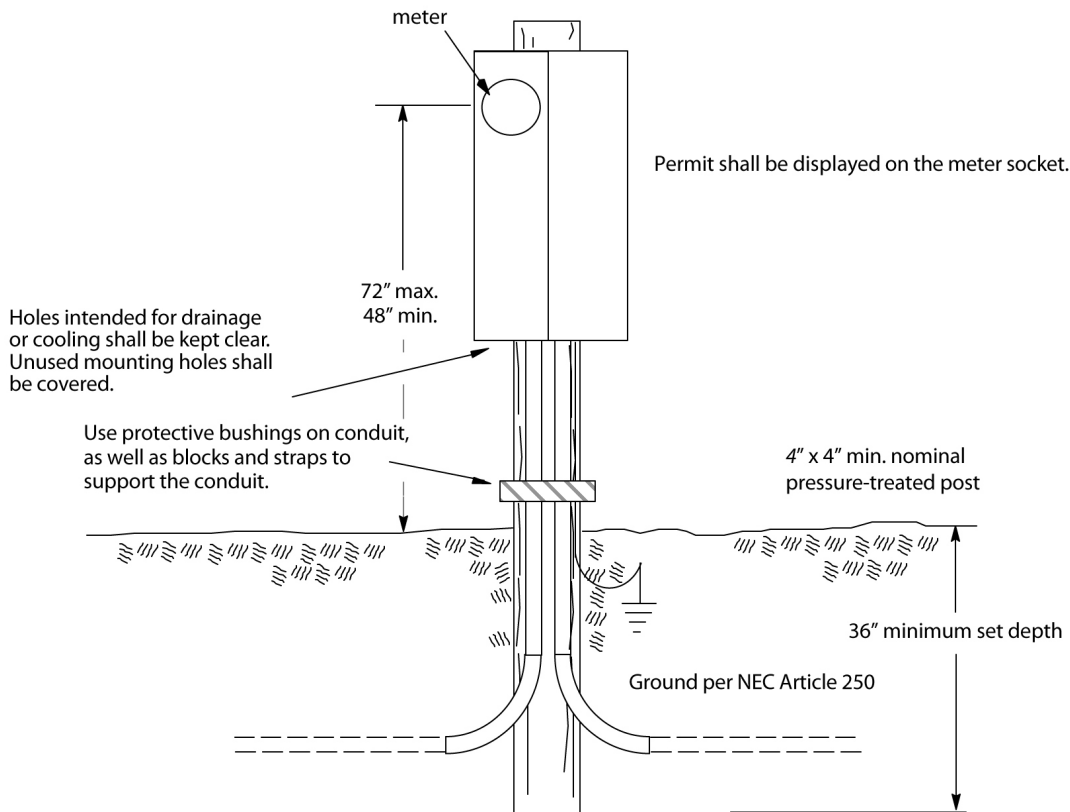 meter
Permit shall be displayed on the meter socket.
72” max.
48” min.
Holes intended for drainage
or cooling shall be kept clear.
Unused mounting holes shall
be covered.
Use protective bushings on conduit,
as well as blocks and straps to
support the conduit.
4” x 4” min. nominal
pressure-treated post
36” minimum set depth
Ground per NEC Article 250